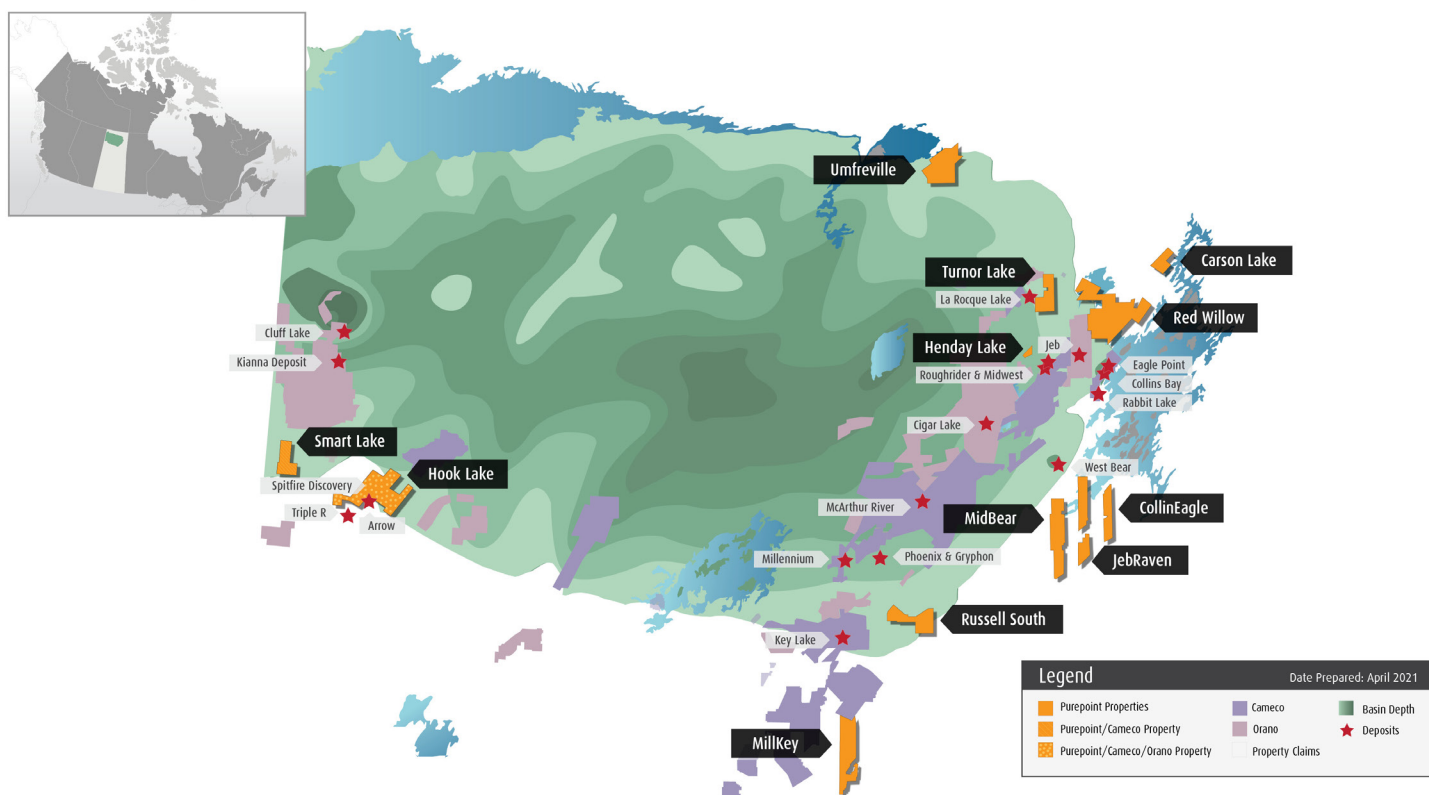 Umfreville
Carson Lake
Turnor Lake
La Rocque Lake
Red Willow
Cluff Lake
Henday Lake
Jeb
Kianna Deposit
Eagle Point
Roughrider & Midwest
Collins Bay
Rabbit Lake
Cigar Lake
Smart Lake
Hook Lake
West Bear
Spitfire Discovery
McArthur River
CollinEagle
Triple R
Arrow
MidBear
Millennium
Phoenix & Gryphon
JebRaven
Russell South
Key Lake
MillKey
Legend
Date Prepared: April 2021
Purepoint Properties
Purepoint/Cameco Property
Purepoint/Cameco/Orano Property
Cameco
Orano
Property Claims
Basin Depth
Deposits